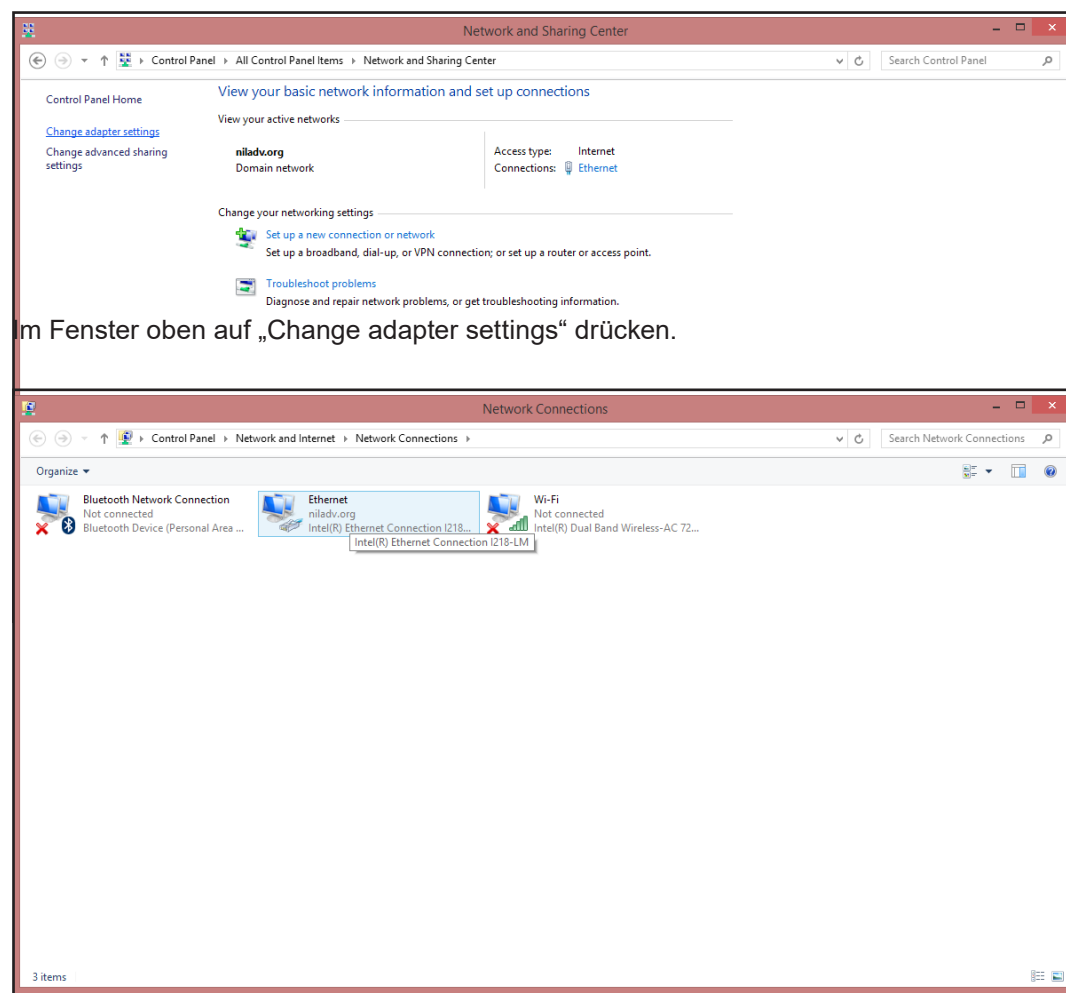 Network and Sharing Center
Control Panel All Control Panel Items Network and Sharing Center
Search Control Panel
Control Panel Home
Change adapter settings
Change advanced sharing
settings
View your basic network information and set up connections
View your active networks
niladv.org
Domain network
Access type: Internet
Connections: Ethernet
Change your networking settings
Set up a new connection or network
Set up a broadband, dial-up, or VPN connection; or set up a router or access point.
Troubleshoot problems
Diagnose and repair network problems, or get troubleshooting information.
Im Fenster oben auf „Change adapter settings“ drücken.
Network Connections
Control Panel Network and Internet Network Connections
Search Network Connections
Organize
Bluetooth Network Connection
Not connected
Bluetooth Device (Personal Area ...
Ethernet
niladv.org
Intel(R) Ethernet Connection I218...
Intel(R) Ethernet Connection I218-LM
Wi-Fi
Not connected
Intel(R) Dual Band Wireless-AC 72...
3 items